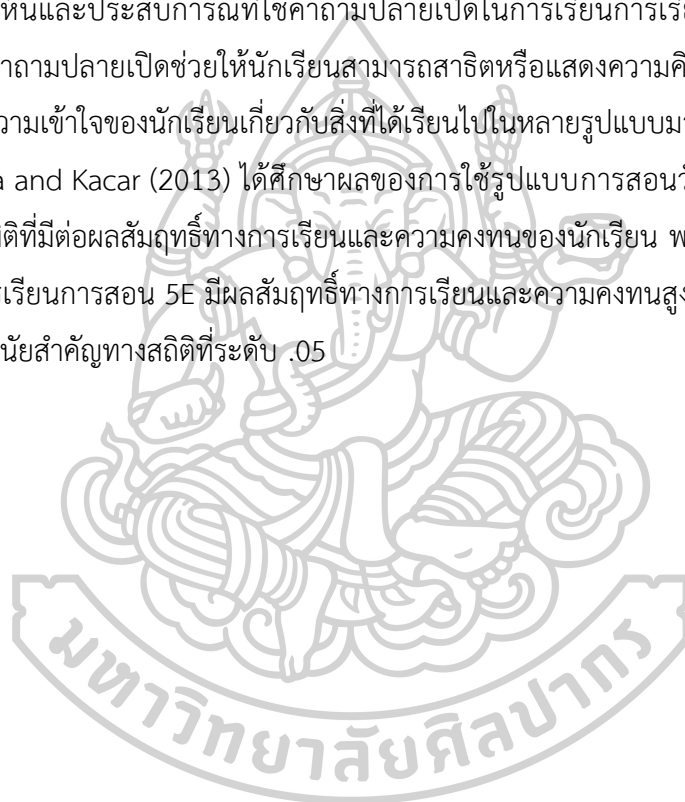 และประสบการณ์ที่ใช้คำถามปลายเปิดในการเรียนการ
คำถามปลายเปิดช่วยให้นักเรียนสามารถสาธิตหรือแสดงความ
ความเข้าใจของนักเรียนเกี่ยวกับสิ่งที่ได้เรียนไปในหลายรูปแบบ
and Kacar (2013) ได้ศึกษาผลของการใช้รูปแบบการสอน
ที่มีต่อผลสัมฤทธิ์ทางการเรียนและความคงทนของนักเรียน
เรียนการสอน 5E มีผลสัมฤทธิ์ทางการเรียนและความคงทนสูง
นัยสำคัญทางสถิติที่ระดับ .05
มหาวิทยาลัยศิลปากร